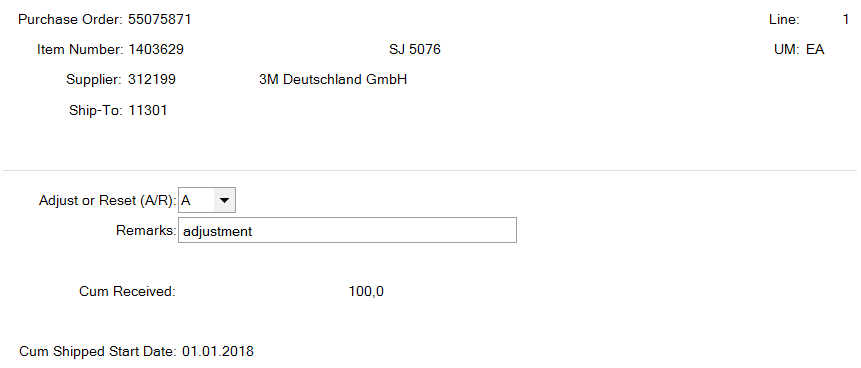 Purchase Order: 55075871 Line: 1
Item Number: 1403629 SJ 5076 UM: EA
Supplier: 312199 3M Deutschland GmbH
Ship-To: 11301
Adjust or Reset (A/R): A
Remarks: adjustment
Cum Received: 100,0
Cum Shipped Start Date: 01.01.2018